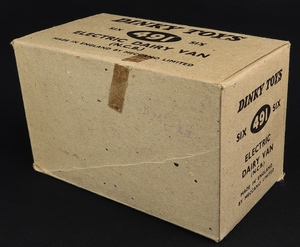 DINKY TOYS
SIX 491 SIX
ELECTRIC DAIRY VAN
(N.C.B.)
MADE IN ENGLAND BY MECCANO LIMITED
DINKY TOYS
SIX 491 SIX
ELECTRIC
DAIRY VAN
(N.C.B.)
MADE IN ENGLAND
BY MECCANO LIMITED